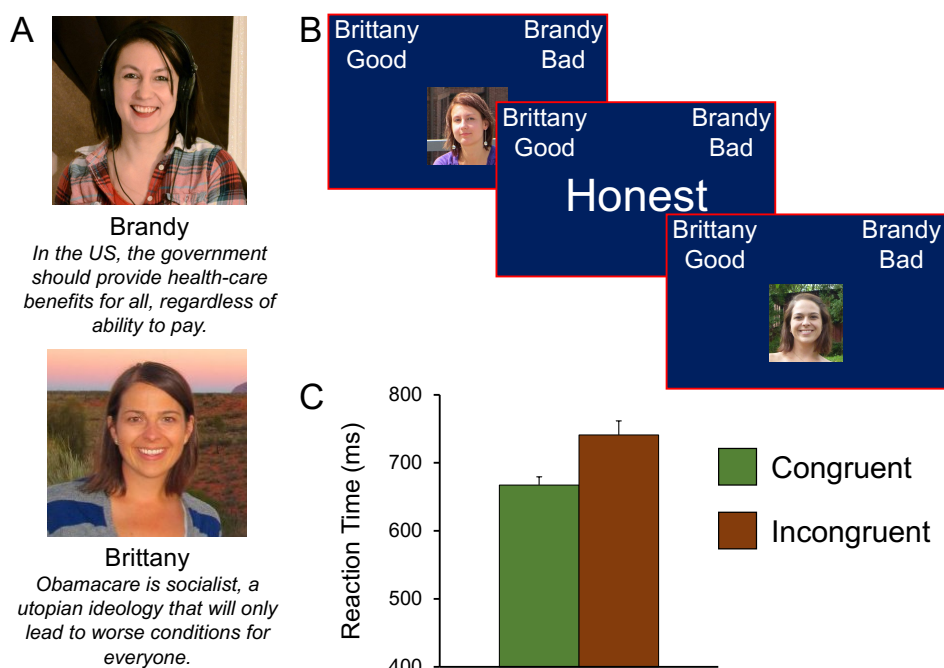 A
Brandy
In the US, the government
should provide health-care
benefits for all, regardless of
ability to pay.
Brittany
Obamacare is socialist, a
utopian ideology that will only
lead to worse conditions for
everyone.
B
Brittany Brandy
Good Bad
Brittany Brandy
Good Bad
Honest
Brittany Brandy
Good Bad
C
Reaction Time (ms)
800
700
600
500
400
Congruent
Incongruent